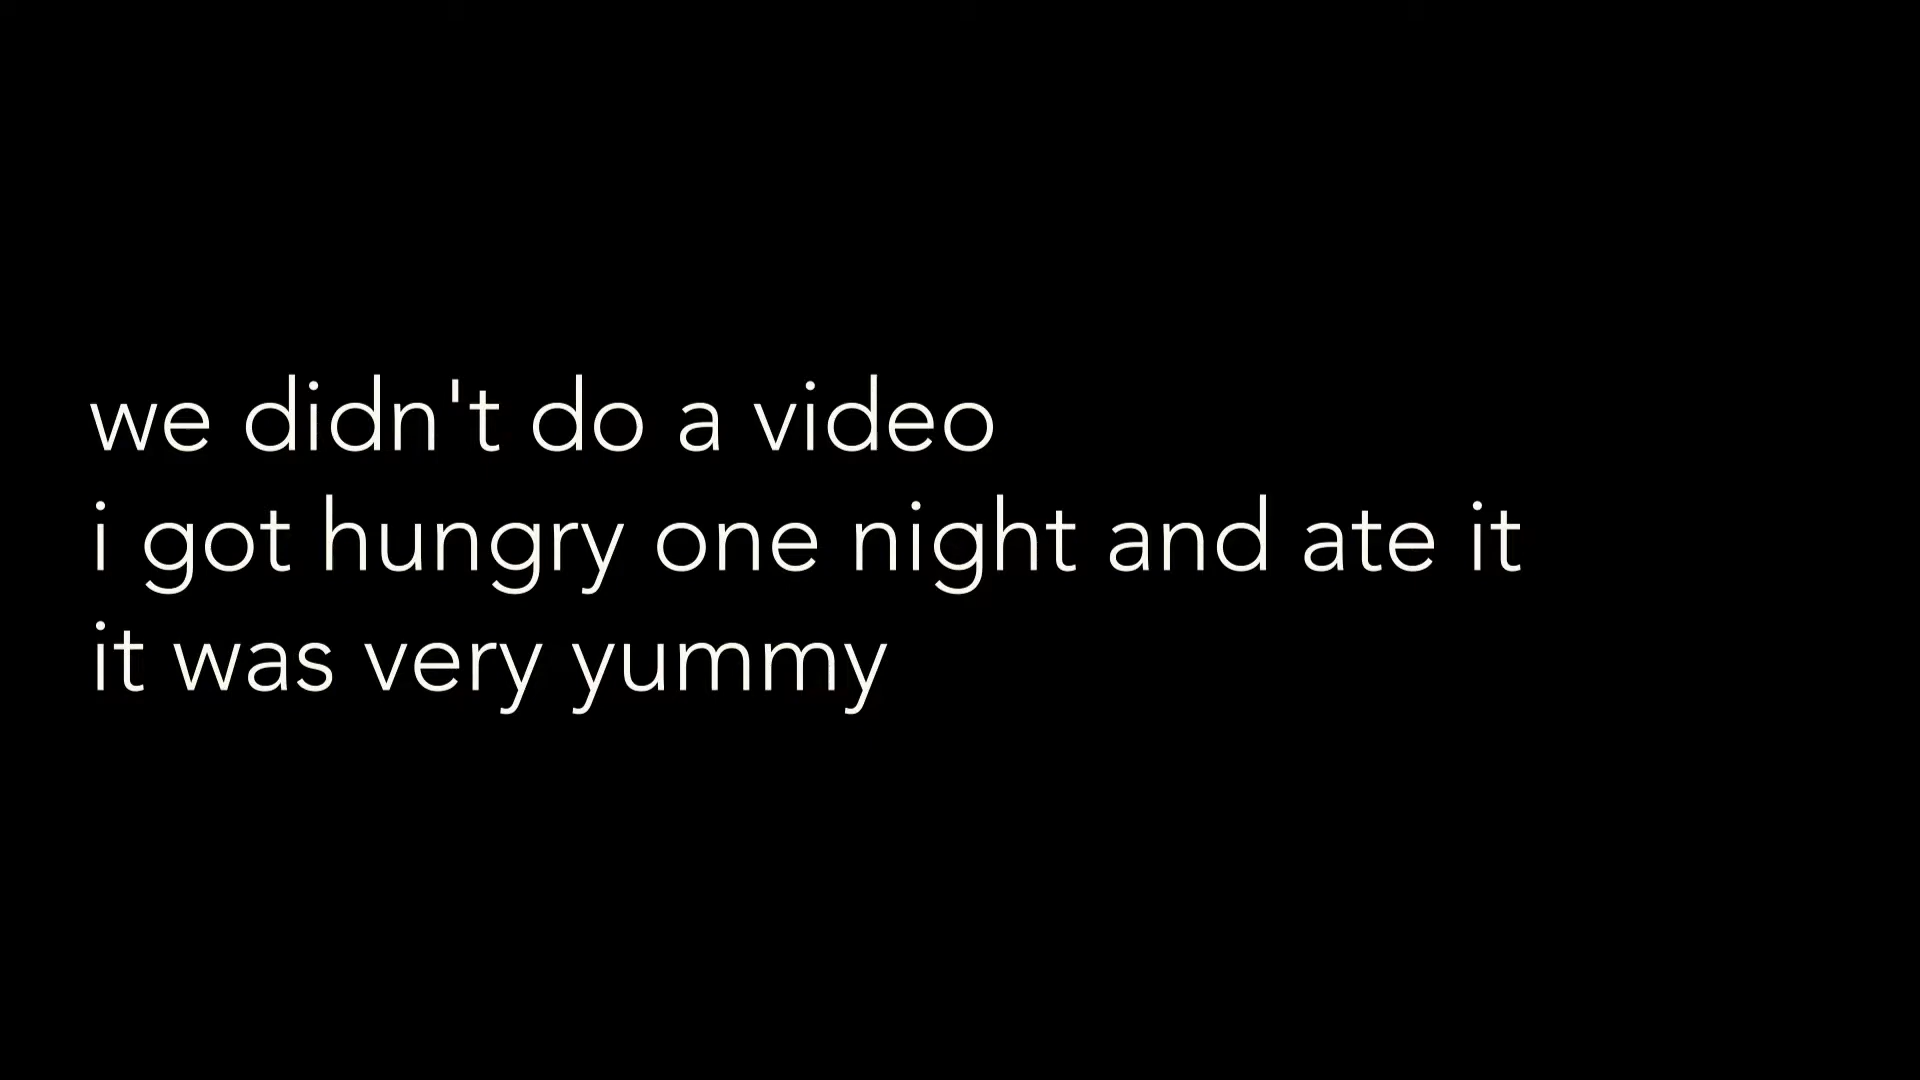 we didn't do a video
i got hungry one night and ate it
it was very yummy